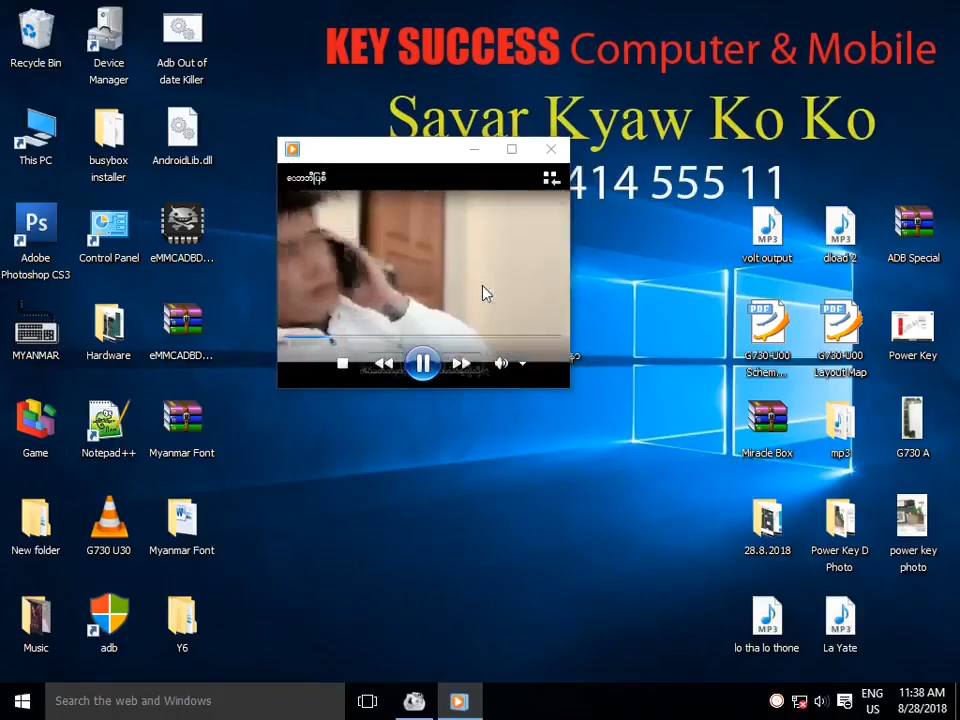 KEY SUCCESS Computer & Mobile
Sayar Kyaw Ko Ko
414 555 11
Recycle Bin
Device Manager
Adb Out of date Killer
This PC
busybox installer
AndroidLib.dll
Adobe Photoshop CS3
Control Panel
eMMCADBD...
MYANMAR
Hardware
eMMCADBD...
Game
Notepad++
Myanmar Font
New folder
G730 U30
Myanmar Font
Music
adb
Y6
volt output
dload 2
ADB Special
G730-U00 Schem...
G730-U00 Layout Map
Power Key
Miracle Box
mp3
G730 A
28.8.2018
Power Key D Photo
power key photo
lo tha lo thone
La Yate
Search the web and Windows
ENG
US
11:38 AM
8/28/2018